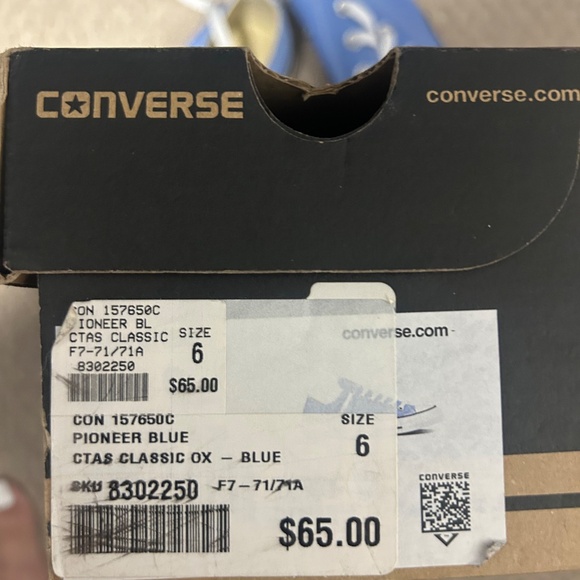 CONVERSE
converse.com
CON 157650C
PIONEER BL
CTAS CLASSIC
SIZE
6
F7-71/71A
8302250
$65.00
converse.com
CON 157650C
SIZE
PIONEER BLUE
6
CTAS CLASSIC OX - BLUE
SKU 8302250 F7-71/71A
$65.00
CONVERSE